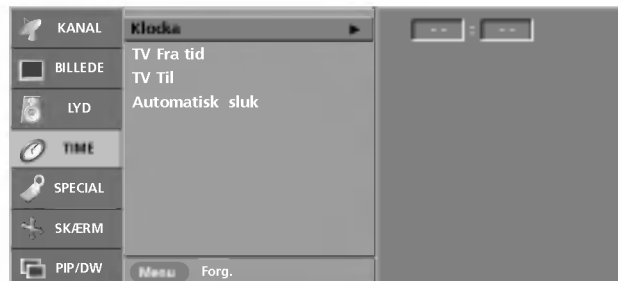 KANAL
BILLEDE
LYD
TIME
SPECIAL
SKÆRM
PIP/DW
Klocka ►
TV Fra tid
TV Til
Automatisk sluk
Menu Forg.
-- : --